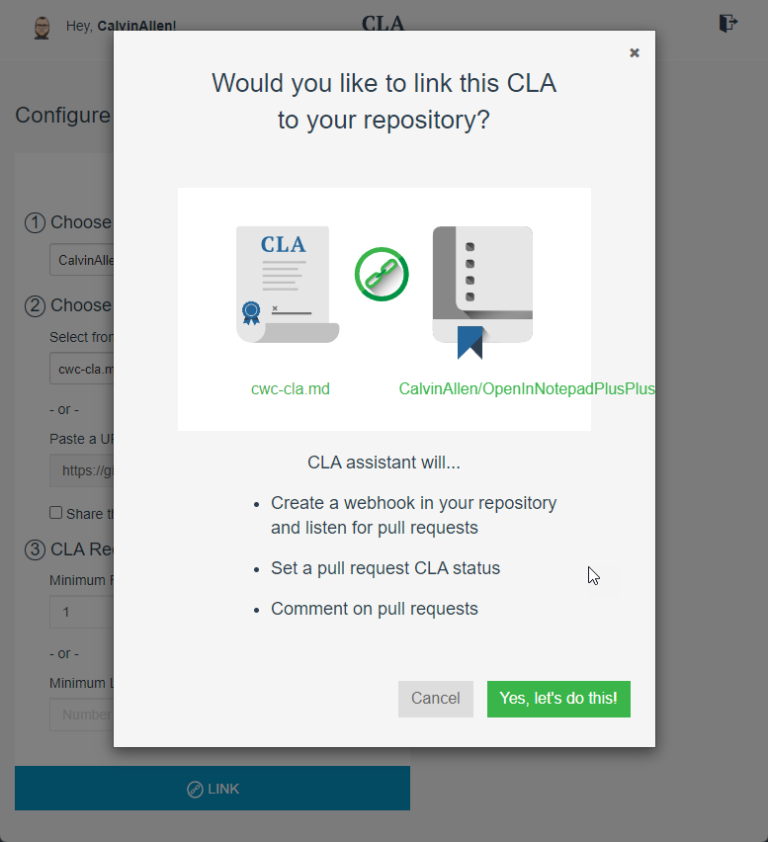 Hey, CalvinAllen!
CLA
×
Would you like to link this CLA
to your repository?
Configure
CLA
x
cwc-cla.md
CalvinAllen/OpenInNotepadPlusPlus
CLA assistant will...
• Create a webhook in your repository
and listen for pull requests
• Set a pull request CLA status
• Comment on pull requests
Cancel
Yes, let's do this!
1 Choose
CalvinAlle
2 Choose
Select from
cwc-cla.m
- or -
Paste a U
https://g
Share t
3 CLA Re
Minimum
1
- or -
Minimum
Number
LINK